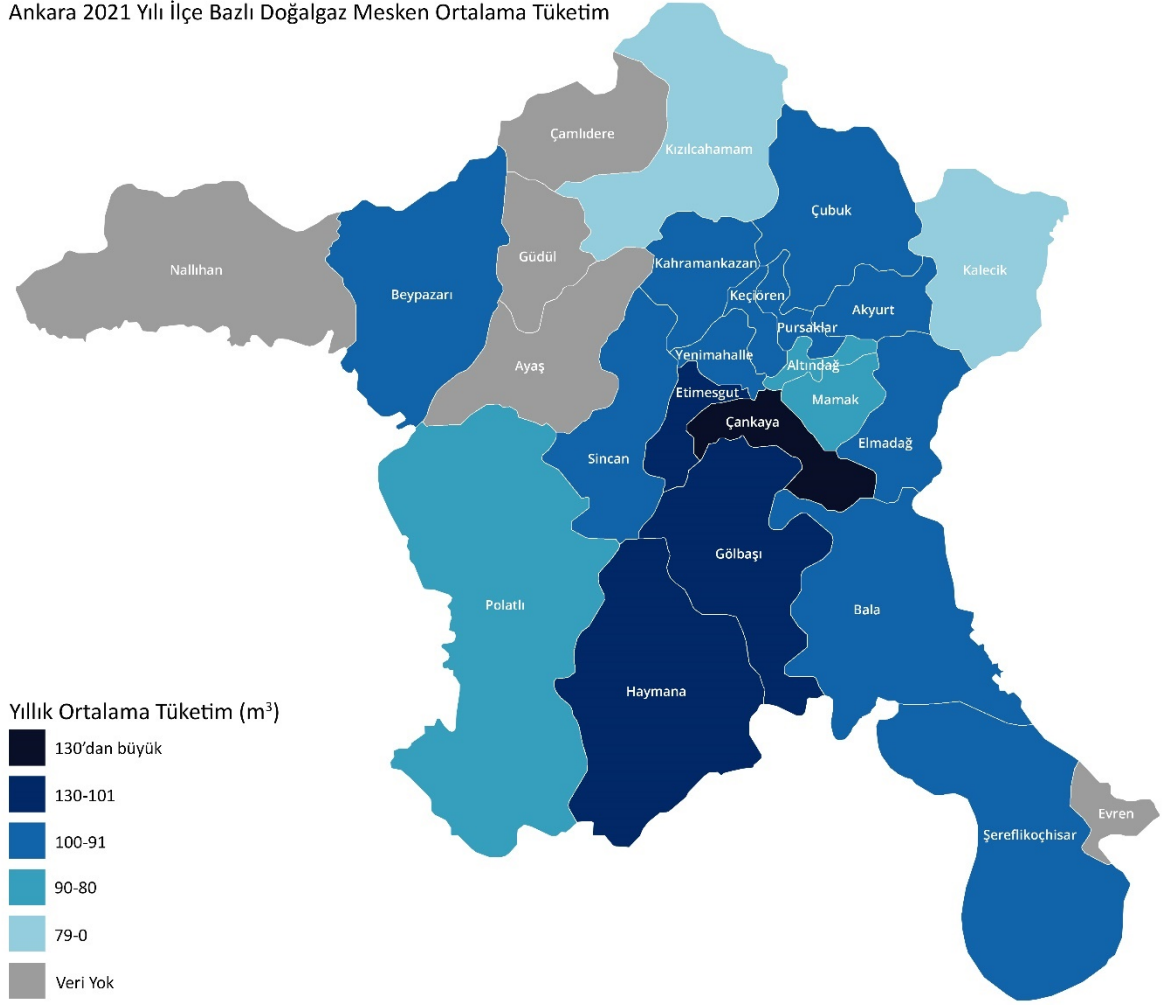 Ankara 2021 Yılı İlçe Bazlı Doğalgaz Mesken Ortalama Tüketim
Çamlıdere
Kızılcahamam
Çubuk
Güdül
Nallıhan
Kahramankazan
Kalecik
Beypazarı
Keçiören
Akyurt
Pursaklar
Yenimahalle
Ayaş
Altındağ
Etimesgut
Mamak
Çankaya
Elmadağ
Sincan
Gölbaşı
Polatlı
Bala
Haymana
Evren
Şereflikoçhisar
Yıllık Ortalama Tüketim (m³)
130'dan büyük
130-101
100-91
90-80
79-0
Veri Yok